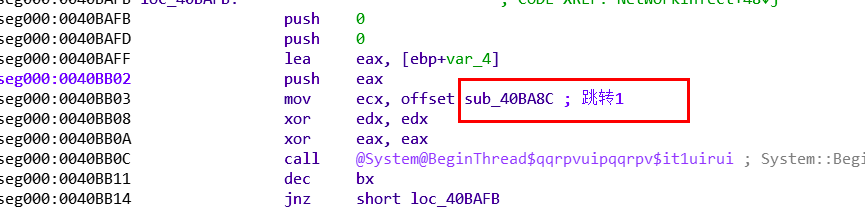 seg000:0040BAFB loc_40BAFB: ; CODE XREF: NetworkInfect+48↓j
seg000:0040BAFB push 0
seg000:0040BAFD push 0
seg000:0040BAFF lea eax, [ebp+var_4]
seg000:0040BB02 push eax
seg000:0040BB03 mov ecx, offset sub_40BA8C ; 跳转1
seg000:0040BB08 xor edx, edx
seg000:0040BB0A xor eax, eax
seg000:0040BB0C call @System@BeginThread$qqrpvuipqqrpv$it1uirui ; System::Begi
seg000:0040BB11 dec bx
seg000:0040BB14 jnz short loc_40BAFB